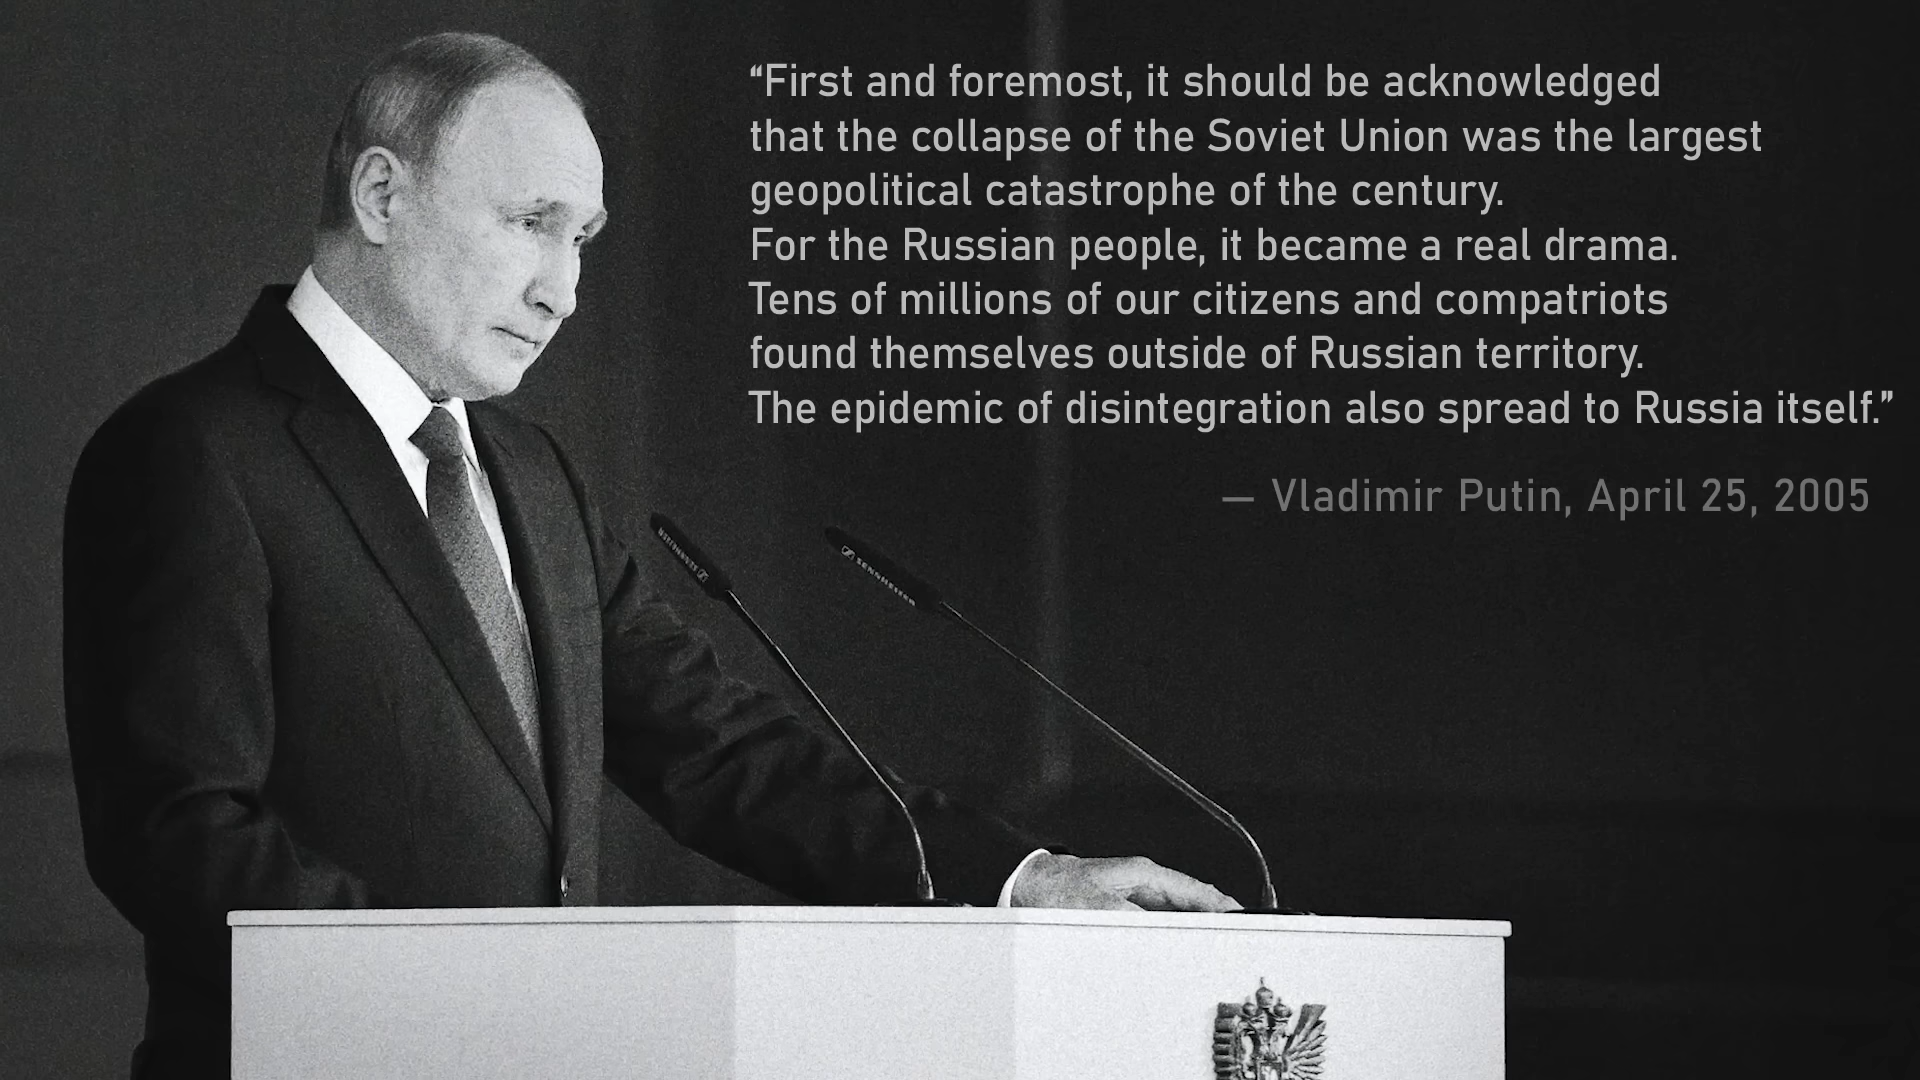 “First and foremost, it should be acknowledged
that the collapse of the Soviet Union was the largest
geopolitical catastrophe of the century.
For the Russian people, it became a real drama.
Tens of millions of our citizens and compatriots
found themselves outside of Russian territory.
The epidemic of disintegration also spread to Russia itself.”
— Vladimir Putin, April 25, 2005
SENNHEISER
SENNHEISER